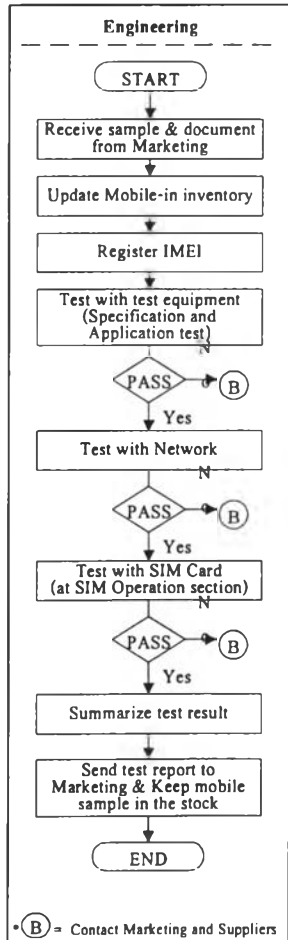 Engineering
START
Receive sample & document
from Marketing
Update Mobile-in inventory
Register IMEI
Test with test equipment
(Specification and
Application test)
N
PASS
o
B
Yes
Test with Network
N
PASS
o
B
Yes
Test with SIM Card
(at SIM Operation section)
N
PASS
o
B
Yes
Summarize test result
Send test report to
Marketing & Keep mobile
sample in the stock
END
• B = Contact Marketing and Suppliers